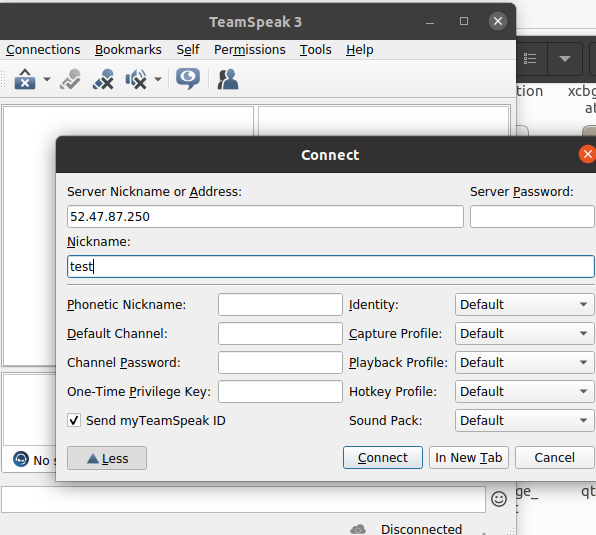 TeamSpeak 3
Connections Bookmarks Self Permissions Tools Help
tion xcbg
at
Connect
Server Nickname or Address: Server Password:
52.47.87.250
Nickname:
test
Phonetic Nickname: Identity: Default
Default Channel: Capture Profile: Default
Channel Password: Playback Profile: Default
One-Time Privilege Key: Hotkey Profile: Default
Send myTeamSpeak ID Sound Pack: Default
No s
Less Connect In New Tab Cancel
ge_ qt
Disconnected